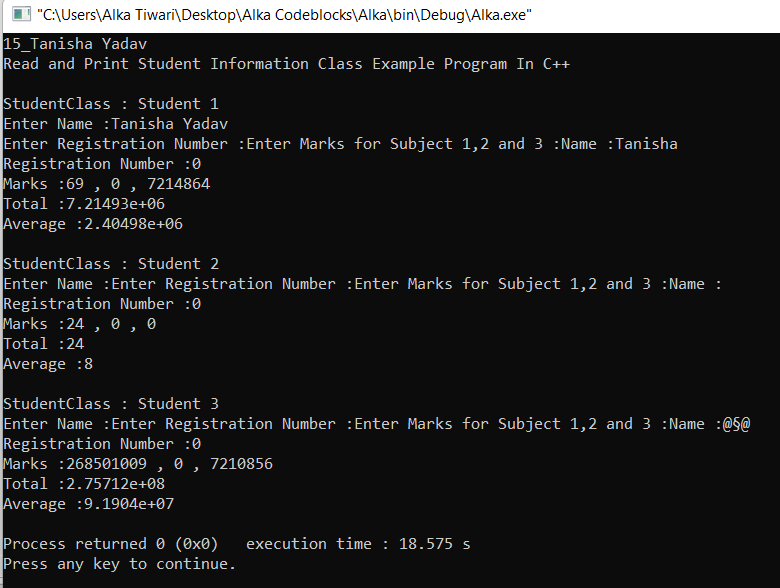 "C:\Users\Alka Tiwari\Desktop\Alka Codeblocks\Alka\bin\Debug\Alka.exe"
15_Tanisha Yadav
Read and Print Student Information Class Example Program In C++
StudentClass : Student 1
Enter Name :Tanisha Yadav
Enter Registration Number :Enter Marks for Subject 1,2 and 3 :Name :Tanisha
Registration Number :0
Marks :69 , 0 , 7214864
Total :7.21493e+06
Average :2.40498e+06
StudentClass : Student 2
Enter Name :Enter Registration Number :Enter Marks for Subject 1,2 and 3 :Name :
Registration Number :0
Marks :24 , 0 , 0
Total :24
Average :8
StudentClass : Student 3
Enter Name :Enter Registration Number :Enter Marks for Subject 1,2 and 3 :Name :@§@
Registration Number :0
Marks :268501009 , 0 , 7210856
Total :2.75712e+08
Average :9.1904e+07
Process returned 0 (0x0)   execution time : 18.575 s
Press any key to continue.